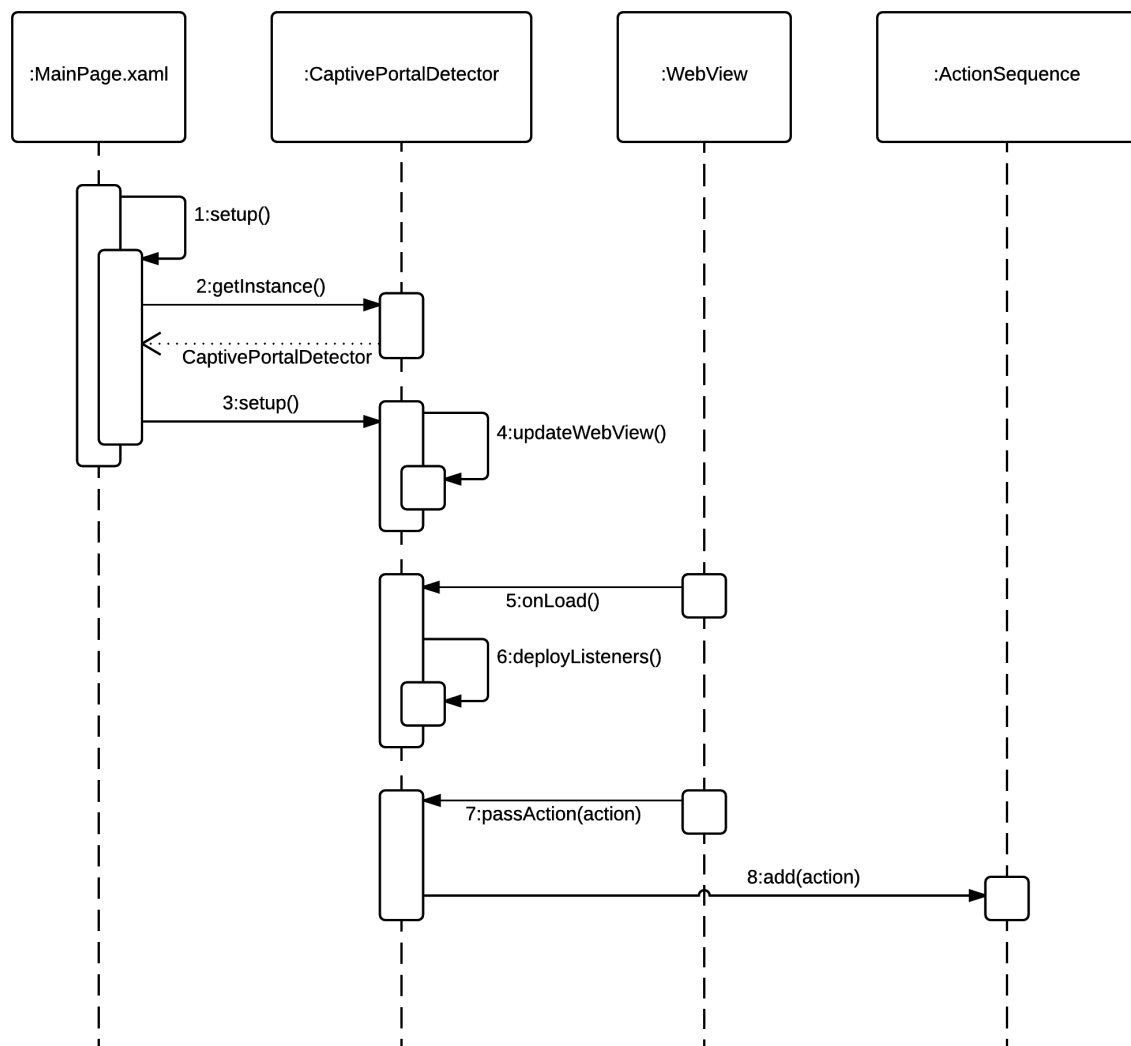 :MainPage.xaml
:CaptivePortalDetector
:WebView
:ActionSequence
1:setup()
2:getInstance()
CaptivePortalDetector
3:setup()
4:updateWebView()
5:onLoad()
6:deployListeners()
7:passAction(action)
8:add(action)